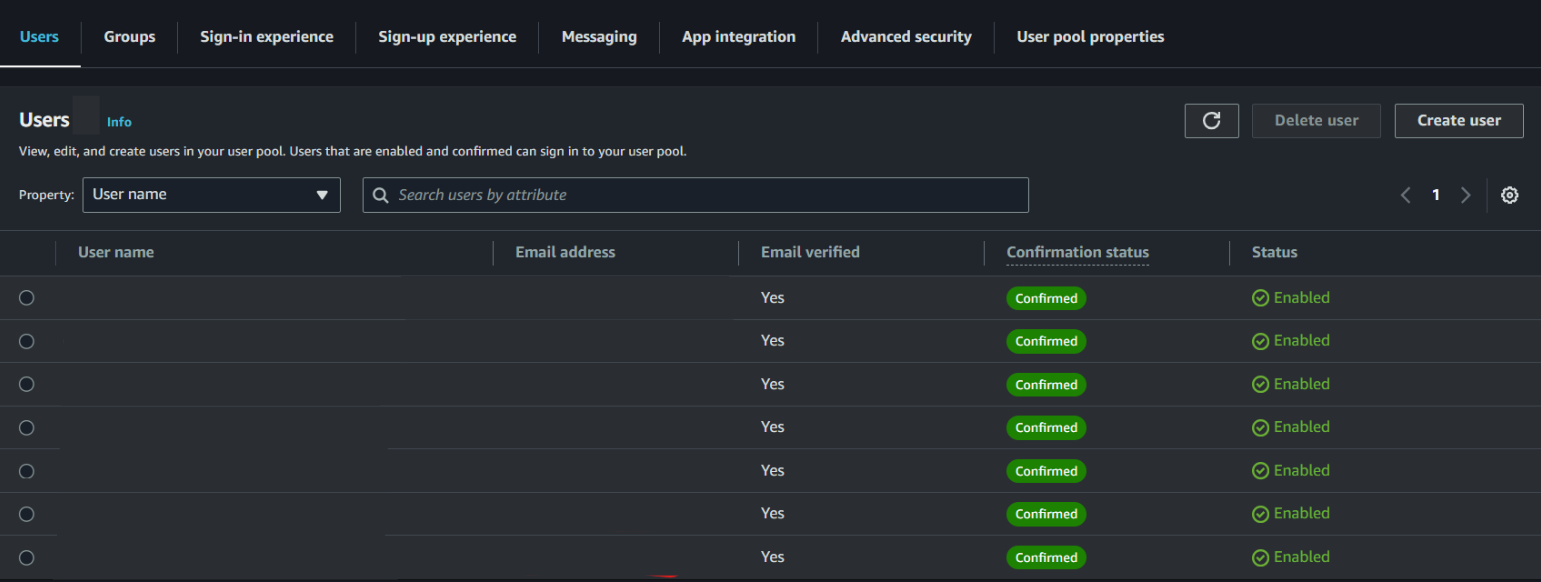 Users Groups Sign-in experience Sign-up experience Messaging App integration Advanced security User pool properties
Users Info Delete user Create user
View, edit, and create users in your user pool. Users that are enabled and confirmed can sign in to your user pool.
Property: User name Search users by attribute 1
User name Email address Email verified Confirmation status Status
Yes Confirmed Enabled
Yes Confirmed Enabled
Yes Confirmed Enabled
Yes Confirmed Enabled
Yes Confirmed Enabled
Yes Confirmed Enabled
Yes Confirmed Enabled